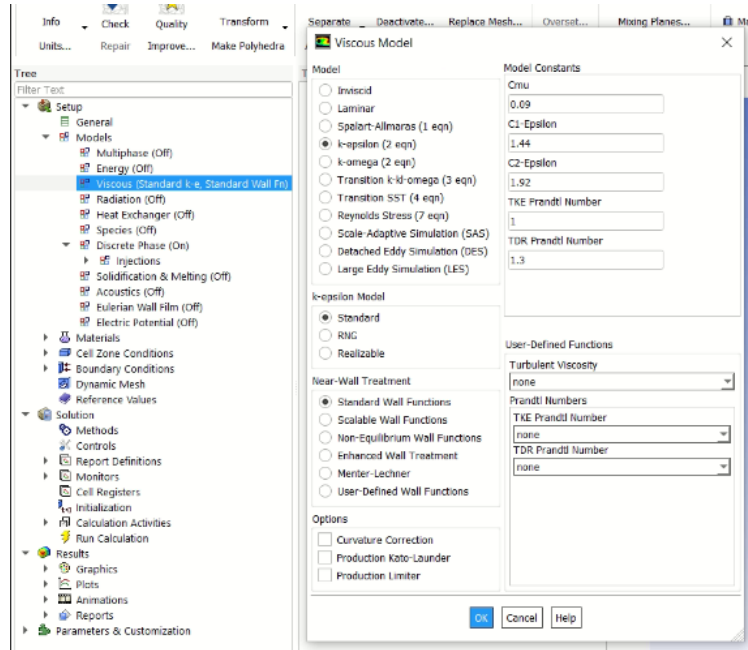 Info
Check
Quality
Transform
Separate
Deactivate...
Replace Mesh...
Overset...
Mixing Planes...
Units...
Repair
Improve...
Make Polyhedra
Tree
Filter Text
Setup
General
Models
Multiphase (Off)
Energy (Off)
Viscous (Standard k-e, Standard Wall Fn)
Radiation (Off)
Heat Exchanger (Off)
Species (Off)
Discrete Phase (On)
Injections
Solidification & Melting (Off)
Acoustics (Off)
Eulerian Wall Film (Off)
Electric Potential (Off)
Materials
Cell Zone Conditions
Boundary Conditions
Dynamic Mesh
Reference Values
Solution
Methods
Controls
Report Definitions
Monitors
Cell Registers
Initialization
Calculation Activities
Run Calculation
Results
Graphics
Plots
Animations
Reports
Parameters & Customization
Viscous Model
Model
Inviscid
Laminar
Spalart-Allmaras (1 eqn)
k-epsilon (2 eqn)
k-omega (2 eqn)
Transition k-kl-omega (3 eqn)
Transition SST (4 eqn)
Reynolds Stress (7 eqn)
Scale-Adaptive Simulation (SAS)
Detached Eddy Simulation (DES)
Large Eddy Simulation (LES)
k-epsilon Model
Standard
RNG
Realizable
Near-Wall Treatment
Standard Wall Functions
Scalable Wall Functions
Non-Equilibrium Wall Functions
Enhanced Wall Treatment
Menter-Lechner
User-Defined Wall Functions
Options
Curvature Correction
Production Kato-Launder
Production Limiter
Model Constants
Cmu
0.09
C1-Epsilon
1.44
C2-Epsilon
1.92
TKE Prandtl Number
1
TDR Prandtl Number
1.3
User-Defined Functions
Turbulent Viscosity
none
Prandtl Numbers
TKE Prandtl Number
none
TDR Prandtl Number
none
OK
Cancel
Help